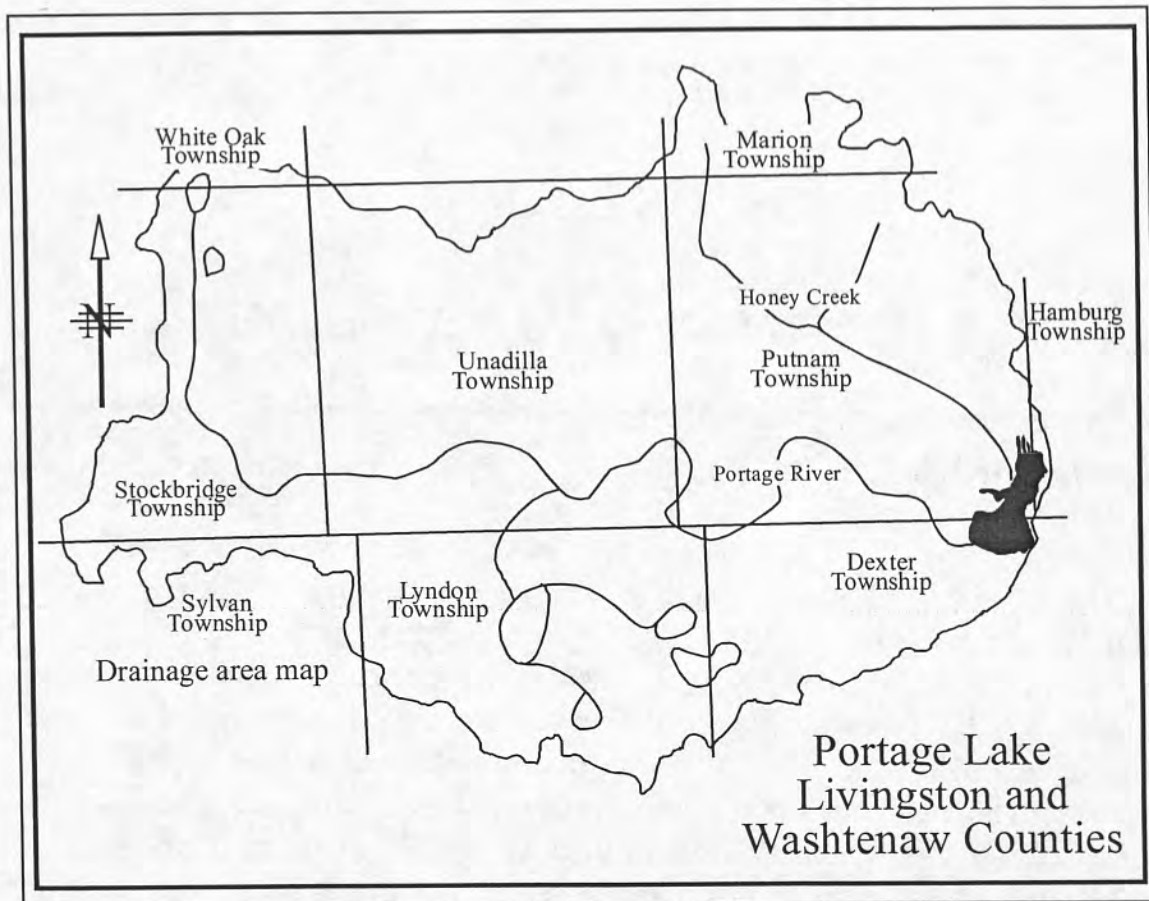 White Oak
Township
Marion
Township
N
Honey Creek
Hamburg
Township
Unadilla
Township
Putnam
Township
Portage River
Stockbridge
Township
Dexter
Township
Lyndon
Township
Sylvan
Township
Drainage area map
Portage Lake
Livingston and
Washtenaw Counties